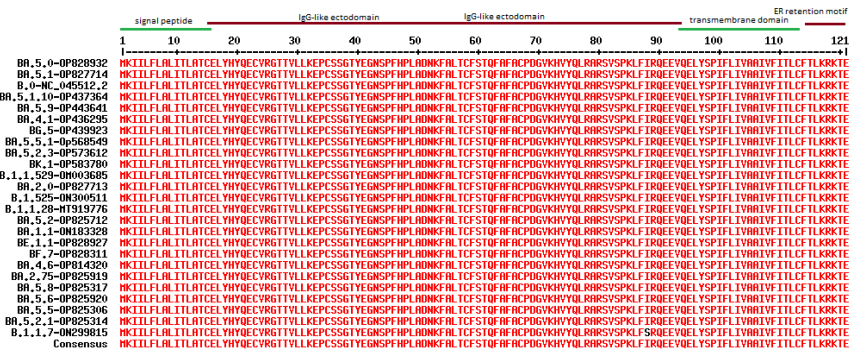 signal peptide IgG-like ectodomain IgG-like ectodomain transmembrane domain ER retention motif
1 10 20 30 40 50 60 70 80 90 100 110 121
BA.5.0-OP828932 MKIILFLALITLATCELYHYQECVRGTTVLLKEPCSSGTYEGNSPFHPLADNKFALTCFSTQFAFACPDGVKHVYQLRARSVSPKLFIRQEEVQELYSPIFLIVAAIVFITLCFTLKRKTE
BA.5.1-OP827714 MKIILFLALITLATCELYHYQECVRGTTVLLKEPCSSGTYEGNSPFHPLADNKFALTCFSTQFAFACPDGVKHVYQLRARSVSPKLFIRQEEVQELYSPIFLIVAAIVFITLCFTLKRKTE
B.0-NC_045512.2 MKIILFLALITLATCELYHYQECVRGTTVLLKEPCSSGTYEGNSPFHPLADNKFALTCFSTQFAFACPDGVKHVYQLRARSVSPKLFIRQEEVQELYSPIFLIVAAIVFITLCFTLKRKTE
BA.5.1.10-OP437364 MKIILFLALITLATCELYHYQECVRGTTVLLKEPCSSGTYEGNSPFHPLADNKFALTCFSTQFAFACPDGVKHVYQLRARSVSPKLFIRQEEVQELYSPIFLIVAAIVFITLCFTLKRKTE
BA.5.9-OP443641 MKIILFLALITLATCELYHYQECVRGTTVLLKEPCSSGTYEGNSPFHPLADNKFALTCFSTQFAFACPDGVKHVYQLRARSVSPKLFIRQEEVQELYSPIFLIVAAIVFITLCFTLKRKTE
BA.4.1-OP436295 MKIILFLALITLATCELYHYQECVRGTTVLLKEPCSSGTYEGNSPFHPLADNKFALTCFSTQFAFACPDGVKHVYQLRARSVSPKLFIRQEEVQELYSPIFLIVAAIVFITLCFTLKRKTE
BG.5-OP439923 MKIILFLALITLATCELYHYQECVRGTTVLLKEPCSSGTYEGNSPFHPLADNKFALTCFSTQFAFACPDGVKHVYQLRARSVSPKLFIRQEEVQELYSPIFLIVAAIVFITLCFTLKRKTE
BA.5.5.1-Op568549 MKIILFLALITLATCELYHYQECVRGTTVLLKEPCSSGTYEGNSPFHPLADNKFALTCFSTQFAFACPDGVKHVYQLRARSVSPKLFIRQEEVQELYSPIFLIVAAIVFITLCFTLKRKTE
BA.5.2.3-OP573612 MKIILFLALITLATCELYHYQECVRGTTVLLKEPCSSGTYEGNSPFHPLADNKFALTCFSTQFAFACPDGVKHVYQLRARSVSPKLFIRQEEVQELYSPIFLIVAAIVFITLCFTLKRKTE
BK.1-OP583780 MKIILFLALITLATCELYHYQECVRGTTVLLKEPCSSGTYEGNSPFHPLADNKFALTCFSTQFAFACPDGVKHVYQLRARSVSPKLFIRQEEVQELYSPIFLIVAAIVFITLCFTLKRKTE
B.1.1.529-OM003685 MKIILFLALITLATCELYHYQECVRGTTVLLKEPCSSGTYEGNSPFHPLADNKFALTCFSTQFAFACPDGVKHVYQLRARSVSPKLFIRQEEVQELYSPIFLIVAAIVFITLCFTLKRKTE
BA.2.0-OP827713 MKIILFLALITLATCELYHYQECVRGTTVLLKEPCSSGTYEGNSPFHPLADNKFALTCFSTQFAFACPDGVKHVYQLRARSVSPKLFIRQEEVQELYSPIFLIVAAIVFITLCFTLKRKTE
B.1.525-ON300511 MKIILFLALITLATCELYHYQECVRGTTVLLKEPCSSGTYEGNSPFHPLADNKFALTCFSTQFAFACPDGVKHVYQLRARSVSPKLFIRQEEVQELYSPIFLIVAAIVFITLCFTLKRKTE
B.1.1.28-MT919776 MKIILFLALITLATCELYHYQECVRGTTVLLKEPCSSGTYEGNSPFHPLADNKFALTCFSTQFAFACPDGVKHVYQLRARSVSPKLFIRQEEVQELYSPIFLIVAAIVFITLCFTLKRKTE
BA.5.2-OP825712 MKIILFLALITLATCELYHYQECVRGTTVLLKEPCSSGTYEGNSPFHPLADNKFALTCFSTQFAFACPDGVKHVYQLRARSVSPKLFIRQEEVQELYSPIFLIVAAIVFITLCFTLKRKTE
BA.1.1-ON183328 MKIILFLALITLATCELYHYQECVRGTTVLLKEPCSSGTYEGNSPFHPLADNKFALTCFSTQFAFACPDGVKHVYQLRARSVSPKLFIRQEEVQELYSPIFLIVAAIVFITLCFTLKRKTE
BE.1.1-OP828927 MKIILFLALITLATCELYHYQECVRGTTVLLKEPCSSGTYEGNSPFHPLADNKFALTCFSTQFAFACPDGVKHVYQLRARSVSPKLFIRQEEVQELYSPIFLIVAAIVFITLCFTLKRKTE
BF.7-OP828311 MKIILFLALITLATCELYHYQECVRGTTVLLKEPCSSGTYEGNSPFHPLADNKFALTCFSTQFAFACPDGVKHVYQLRARSVSPKLFIRQEEVQELYSPIFLIVAAIVFITLCFTLKRKTE
BA.4.6-OP814320 MKIILFLALITLATCELYHYQECVRGTTVLLKEPCSSGTYEGNSPFHPLADNKFALTCFSTQFAFACPDGVKHVYQLRARSVSPKLFIRQEEVQELYSPIFLIVAAIVFITLCFTLKRKTE
BA.2.75-OP825919 MKIILFLALITLATCELYHYQECVRGTTVLLKEPCSSGTYEGNSPFHPLADNKFALTCFSTQFAFACPDGVKHVYQLRARSVSPKLFIRQEEVQELYSPIFLIVAAIVFITLCFTLKRKTE
BA.5.8-OP825317 MKIILFLALITLATCELYHYQECVRGTTVLLKEPCSSGTYEGNSPFHPLADNKFALTCFSTQFAFACPDGVKHVYQLRARSVSPKLFIRQEEVQELYSPIFLIVAAIVFITLCFTLKRKTE
BA.5.6-OP825920 MKIILFLALITLATCELYHYQECVRGTTVLLKEPCSSGTYEGNSPFHPLADNKFALTCFSTQFAFACPDGVKHVYQLRARSVSPKLFIRQEEVQELYSPIFLIVAAIVFITLCFTLKRKTE
BA.5.5-OP825306 MKIILFLALITLATCELYHYQECVRGTTVLLKEPCSSGTYEGNSPFHPLADNKFALTCFSTQFAFACPDGVKHVYQLRARSVSPKLFIRQEEVQELYSPIFLIVAAIVFITLCFTLKRKTE
BA.5.2.1-OP825314 MKIILFLALITLATCELYHYQECVRGTTVLLKEPCSSGTYEGNSPFHPLADNKFALTCFSTQFAFACPDGVKHVYQLRARSVSPKLFIRQEEVQELYSPIFLIVAAIVFITLCFTLKRKTE
B.1.1.7-ON299815 MKIILFLALITLATCELYHYQECVRGTTVLLKEPCSSGTYEGNSPFHPLADNKFALTCFSTQFAFACPDGVKHVYQLRARSVSPKLFSRQEEVQELYSPIFLIVAAIVFITLCFTLKRKTE
Consensus MKIILFLALITLATCELYHYQECVRGTTVLLKEPCSSGTYEGNSPFHPLADNKFALTCFSTQFAFACPDGVKHVYQLRARSVSPKLFIRQEEVQELYSPIFLIVAAIVFITLCFTLKRKTE